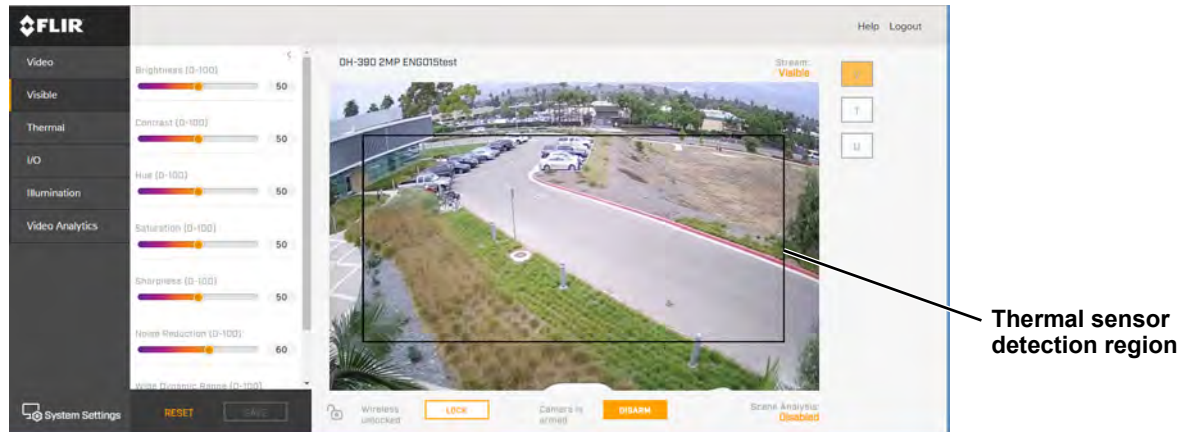 FLIR
Help Logout
Video
Visible
Thermal
I/O
Illumination
Video Analytics
System Settings
Brightness (0-100)
50
Contrast (0-100)
50
Hue (0-100)
50
Saturation (0-100)
50
Sharpness (0-100)
50
Noise Reduction (0-100)
60
Wide Dynamic Range (0-100)
RESET
SAVE
DH-390 2MP ENG015test
Stream:
Visible
V
T
U
Wireless
unlocked
LOCK
Camera is
armed
DISARM
Scene Analysis:
Disabled
Thermal sensor
detection region